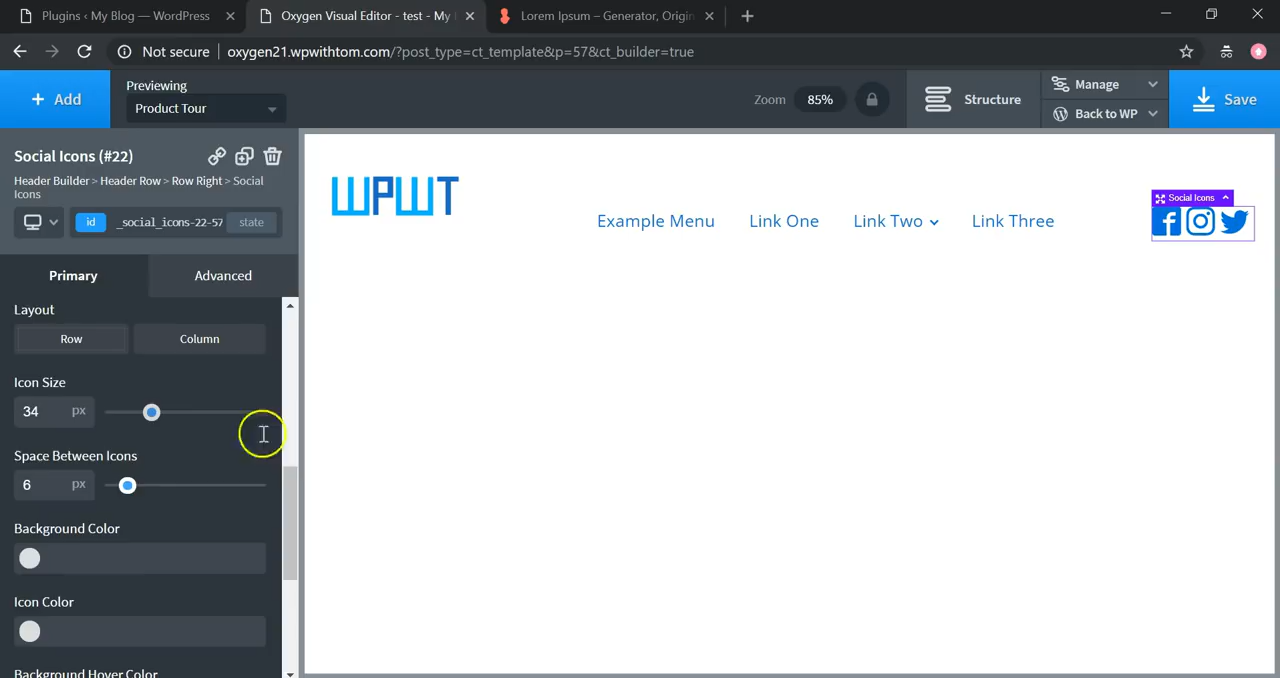 Plugins ‹ My Blog — WordPress
Oxygen Visual Editor - test - My
Lorem Ipsum – Generator, Origin
Not secure
oxygen21.wpwithtom.com/?post_type=ct_template&p=57&ct_builder=true
+ Add
Previewing
Product Tour
Zoom
85%
Structure
Manage
Back to WP
Save
Social Icons (#22)
Header Builder > Header Row > Row Right > Social
Icons
id
_social_icons-22-57
state
Primary
Advanced
Layout
Row
Column
Icon Size
34
px
Space Between Icons
6
px
Background Color
Icon Color
Background Hover Color
WPWT
Example Menu
Link One
Link Two
Link Three
Social Icons